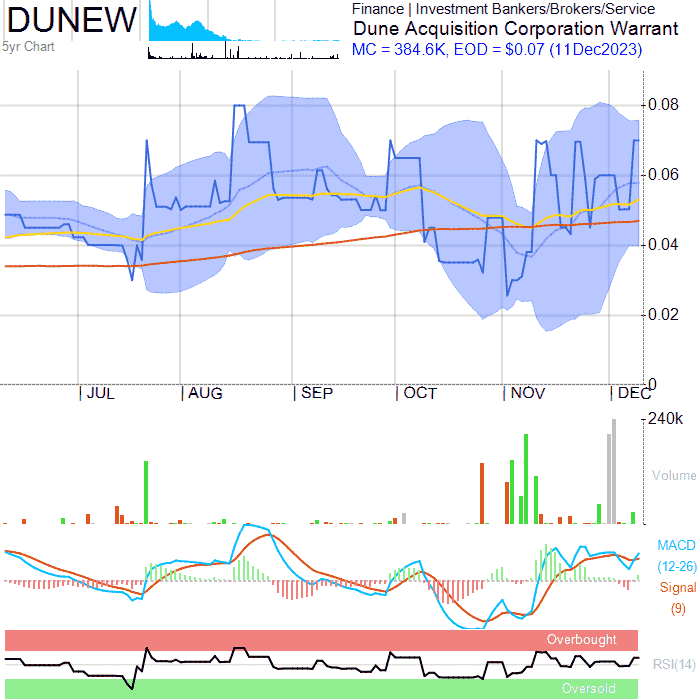 DUNEW
5yr Chart
Finance | Investment Bankers/Brokers/Service
Dune Acquisition Corporation Warrant
MC = 384.6K, EOD = $0.07 (11Dec2023)
0.08
0.06
0.04
0.02
0
| JUL | AUG | SEP | OCT | NOV | DEC
240k
Volume
MACD
(12-26)
Signal
(9)
Overbought
RSI(14)
Oversold